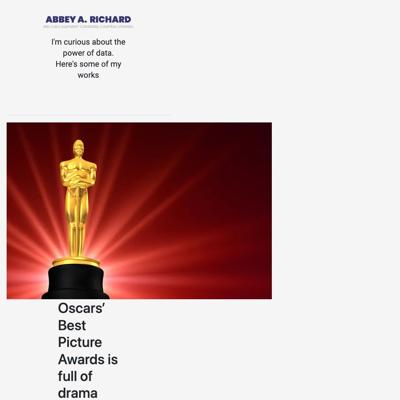 ABBEY A. RICHARD
I'm curious about the
power of data.
Here's some of my
works
Oscars'
Best
Picture
Awards is
full of
drama